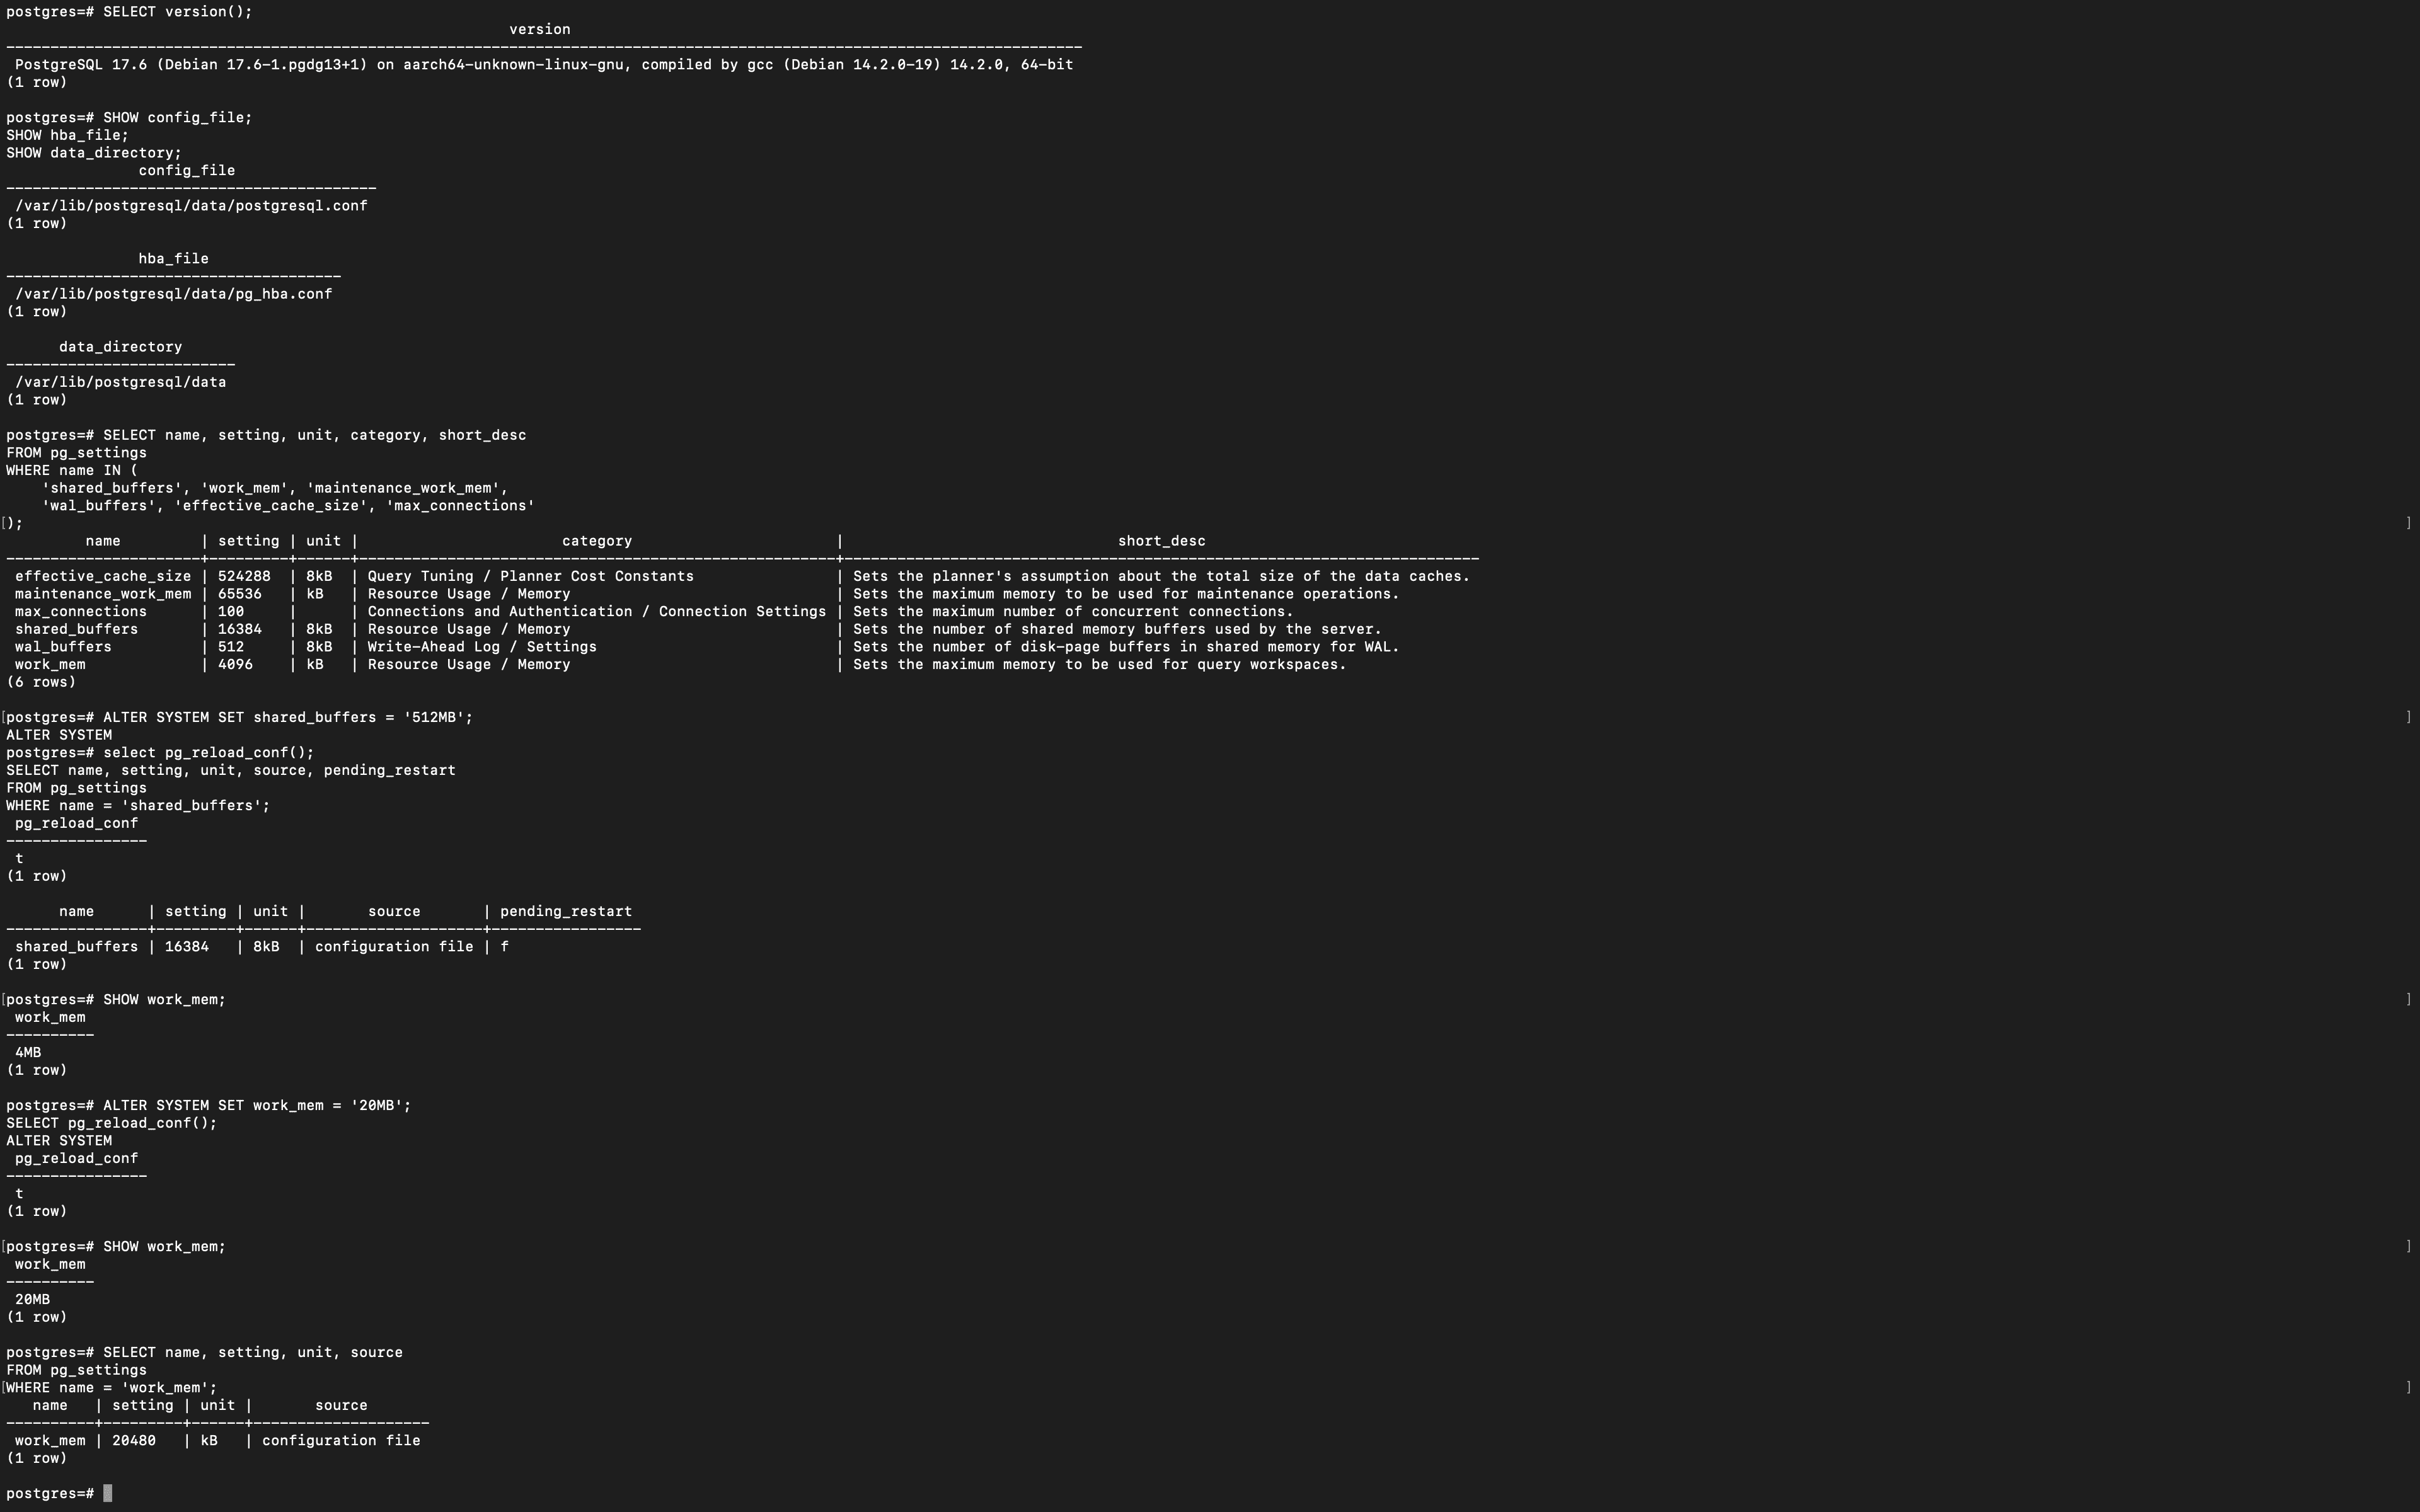 postgres=# SELECT version();
                                                         version
--------------------------------------------------------------------------------------------------------------------------
 PostgreSQL 17.6 (Debian 17.6-1.pgdg13+1) on aarch64-unknown-linux-gnu, compiled by gcc (Debian 14.2.0-19) 14.2.0, 64-bit
(1 row)

postgres=# SHOW config_file;
SHOW hba_file;
SHOW data_directory;
               config_file
------------------------------------------
 /var/lib/postgresql/data/postgresql.conf
(1 row)

               hba_file
--------------------------------------
 /var/lib/postgresql/data/pg_hba.conf
(1 row)

      data_directory
--------------------------
 /var/lib/postgresql/data
(1 row)

postgres=# SELECT name, setting, unit, category, short_desc
FROM pg_settings
WHERE name IN (
    'shared_buffers', 'work_mem', 'maintenance_work_mem',
    'wal_buffers', 'effective_cache_size', 'max_connections'
[);                                                                                                                        ]
         name         | setting | unit |                       category                       |                               short_desc
----------------------+---------+------+------------------------------------------------------+------------------------------------------------------------------------
 effective_cache_size | 524288  | 8kB  | Query Tuning / Planner Cost Constants                | Sets the planner's assumption about the total size of the data caches.
 maintenance_work_mem | 65536   | kB   | Resource Usage / Memory                              | Sets the maximum memory to be used for maintenance operations.
 max_connections      | 100     |      | Connections and Authentication / Connection Settings | Sets the maximum number of concurrent connections.
 shared_buffers       | 16384   | 8kB  | Resource Usage / Memory                              | Sets the number of shared memory buffers used by the server.
 wal_buffers          | 512     | 8kB  | Write-Ahead Log / Settings                           | Sets the number of disk-page buffers in shared memory for WAL.
 work_mem             | 4096    | kB   | Resource Usage / Memory                              | Sets the maximum memory to be used for query workspaces.
(6 rows)

[postgres=# ALTER SYSTEM SET shared_buffers = '512MB';                                                                     ]
ALTER SYSTEM
postgres=# select pg_reload_conf();
SELECT name, setting, unit, source, pending_restart
FROM pg_settings
WHERE name = 'shared_buffers';
 pg_reload_conf
----------------
 t
(1 row)

      name      | setting | unit |       source       | pending_restart
----------------+---------+------+--------------------+-----------------
 shared_buffers | 16384   | 8kB  | configuration file | f
(1 row)

[postgres=# SHOW work_mem;                                                                                                 ]
 work_mem
----------
 4MB
(1 row)

postgres=# ALTER SYSTEM SET work_mem = '20MB';
SELECT pg_reload_conf();
ALTER SYSTEM
 pg_reload_conf
----------------
 t
(1 row)

[postgres=# SHOW work_mem;                                                                                                 ]
 work_mem
----------
 20MB
(1 row)

postgres=# SELECT name, setting, unit, source
FROM pg_settings
[WHERE name = 'work_mem';                                                                                                  ]
   name   | setting | unit |       source
----------+---------+------+--------------------
 work_mem | 20480   | kB   | configuration file
(1 row)

postgres=#